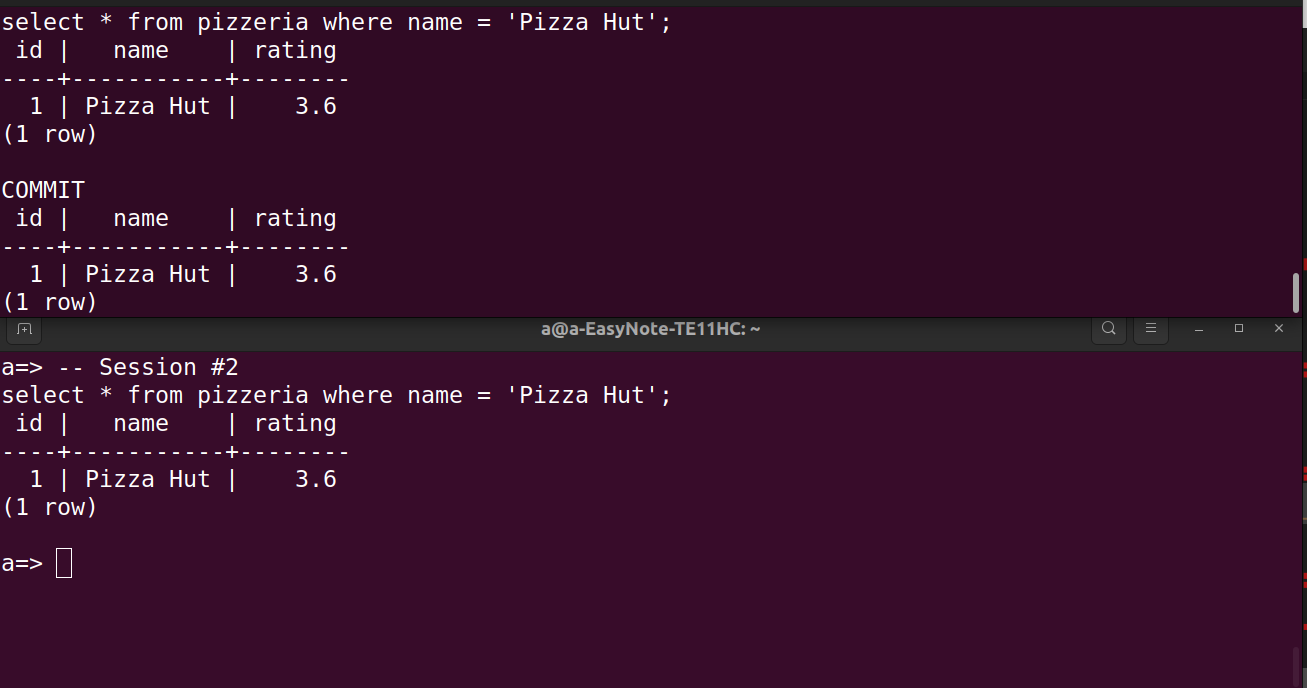 select * from pizzeria where name = 'Pizza Hut';
 id |   name    | rating
----+-----------+--------
  1 | Pizza Hut |    3.6
(1 row)

COMMIT
 id |   name    | rating
----+-----------+--------
  1 | Pizza Hut |    3.6
(1 row)
a@a-EasyNote-TE11HC: ~
a=> -- Session #2
select * from pizzeria where name = 'Pizza Hut';
 id |   name    | rating
----+-----------+--------
  1 | Pizza Hut |    3.6
(1 row)

a=>